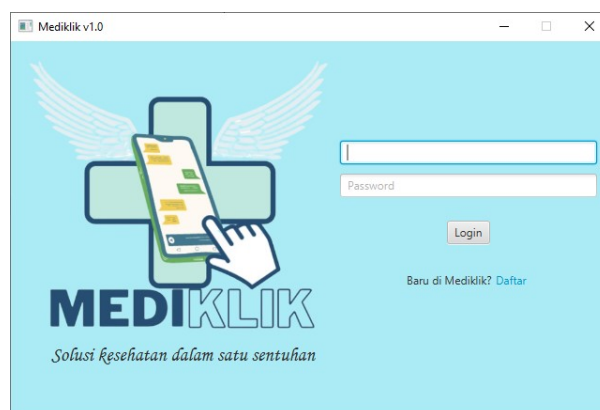 Mediklik v1.0
Password
Login
Baru di Mediklik? Daftar
MEDIKLIK
Solusi kesehatan dalam satu sentuhan